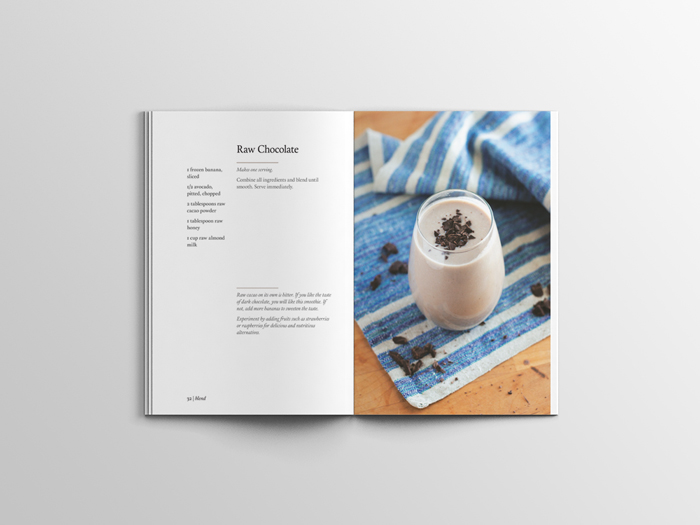 Raw Chocolate
1 frozen banana,
sliced
1/2 avocado,
pitted, chopped
2 tablespoons raw
cacao powder
1 tablespoon raw
honey
1 cup raw almond
milk
Makes one serving.
Combine all ingredients and blend until
smooth. Serve immediately.
Raw cacao on its own is bitter. If you like the taste
of dark chocolate, you will like this smoothie. If
not, add more bananas to sweeten the taste.
Experiment by adding fruits such as strawberries
or raspberries for delicious and nutritious
alternatives.
32 | blend